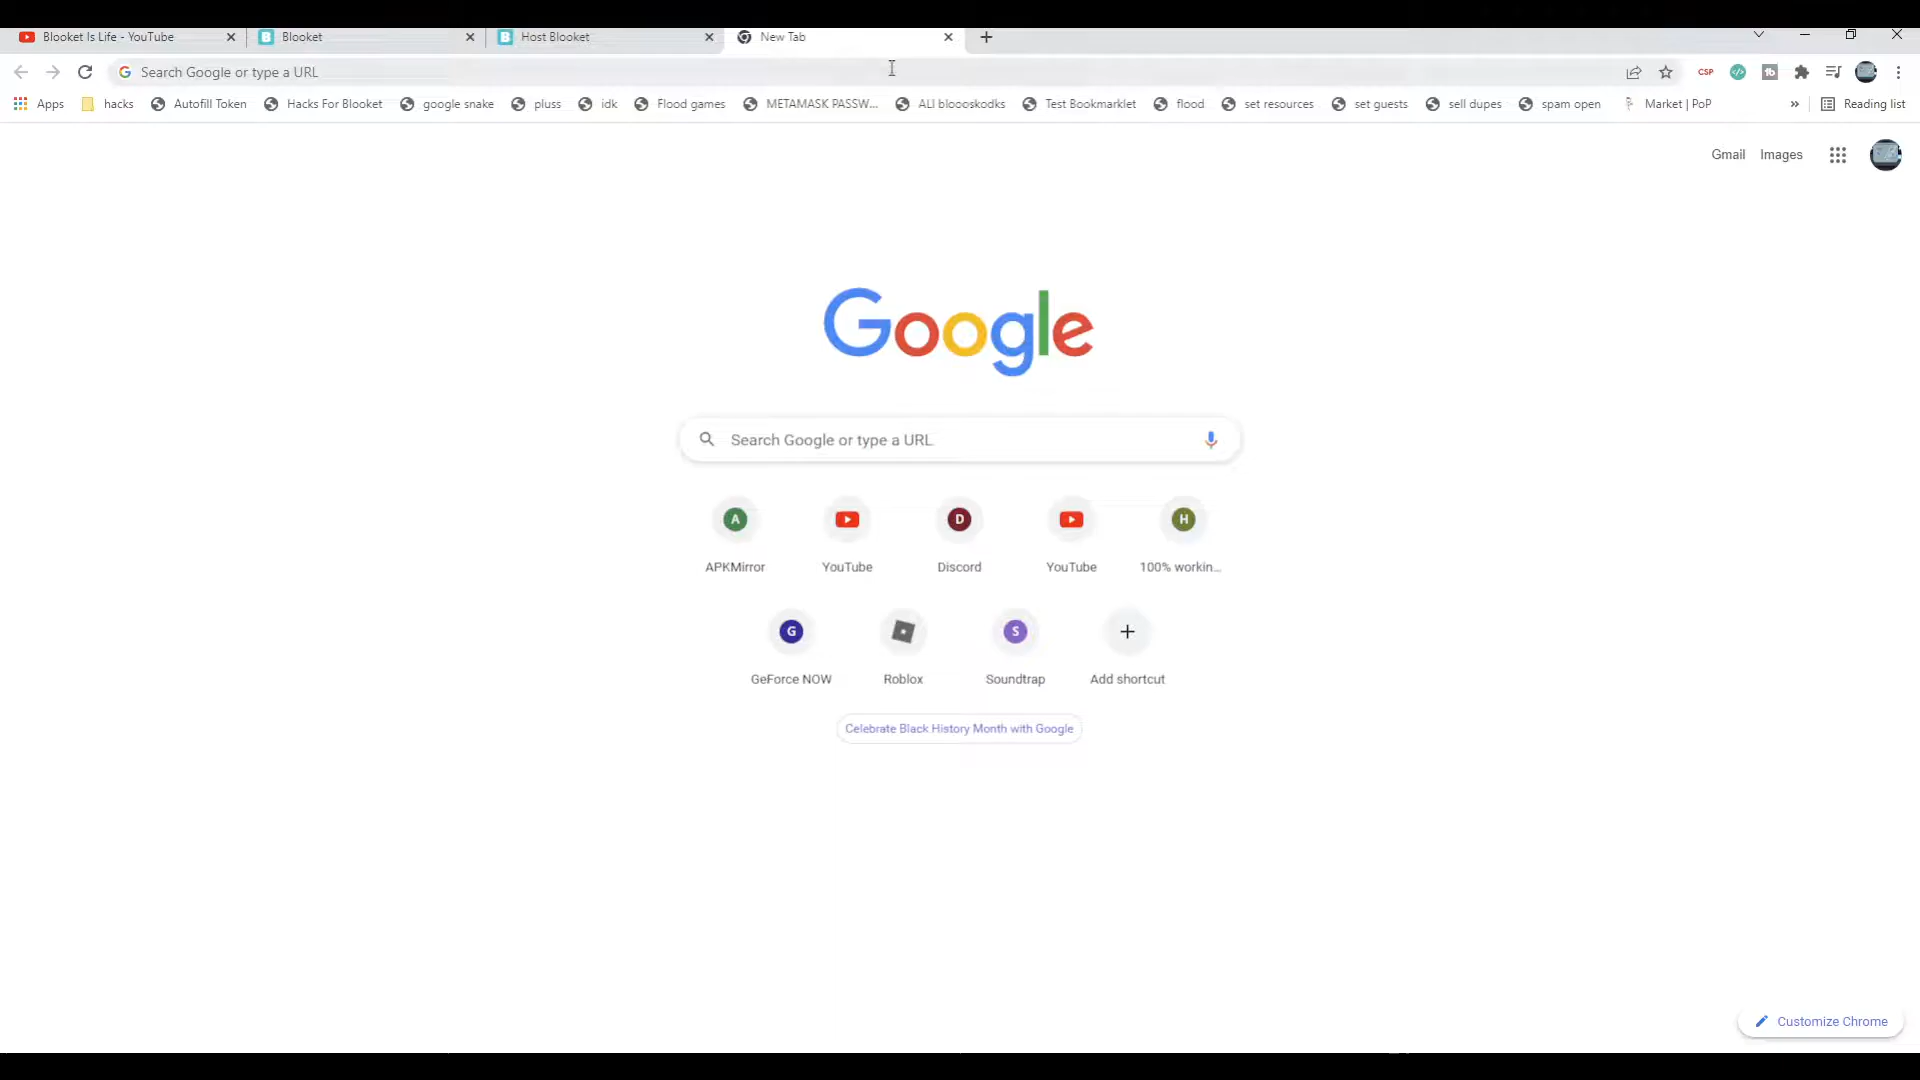 Blooket Is Life - YouTube
Blooket
Host Blooket
New Tab
Search Google or type a URL
CSP
tb
Apps
hacks
Autofill Token
Hacks For Blooket
google snake
pluss
idk
Flood games
METAMASK PASSW...
ALl bloooskodks
Test Bookmarklet
flood
set resources
set guests
sell dupes
spam open
Market | PoP
»
Reading list
Gmail
Images
Google
Search Google or type a URL
A
D
H
APKMirror
YouTube
Discord
YouTube
100% workin...
G
S
GeForce NOW
Roblox
Soundtrap
Add shortcut
Celebrate Black History Month with Google
Customize Chrome